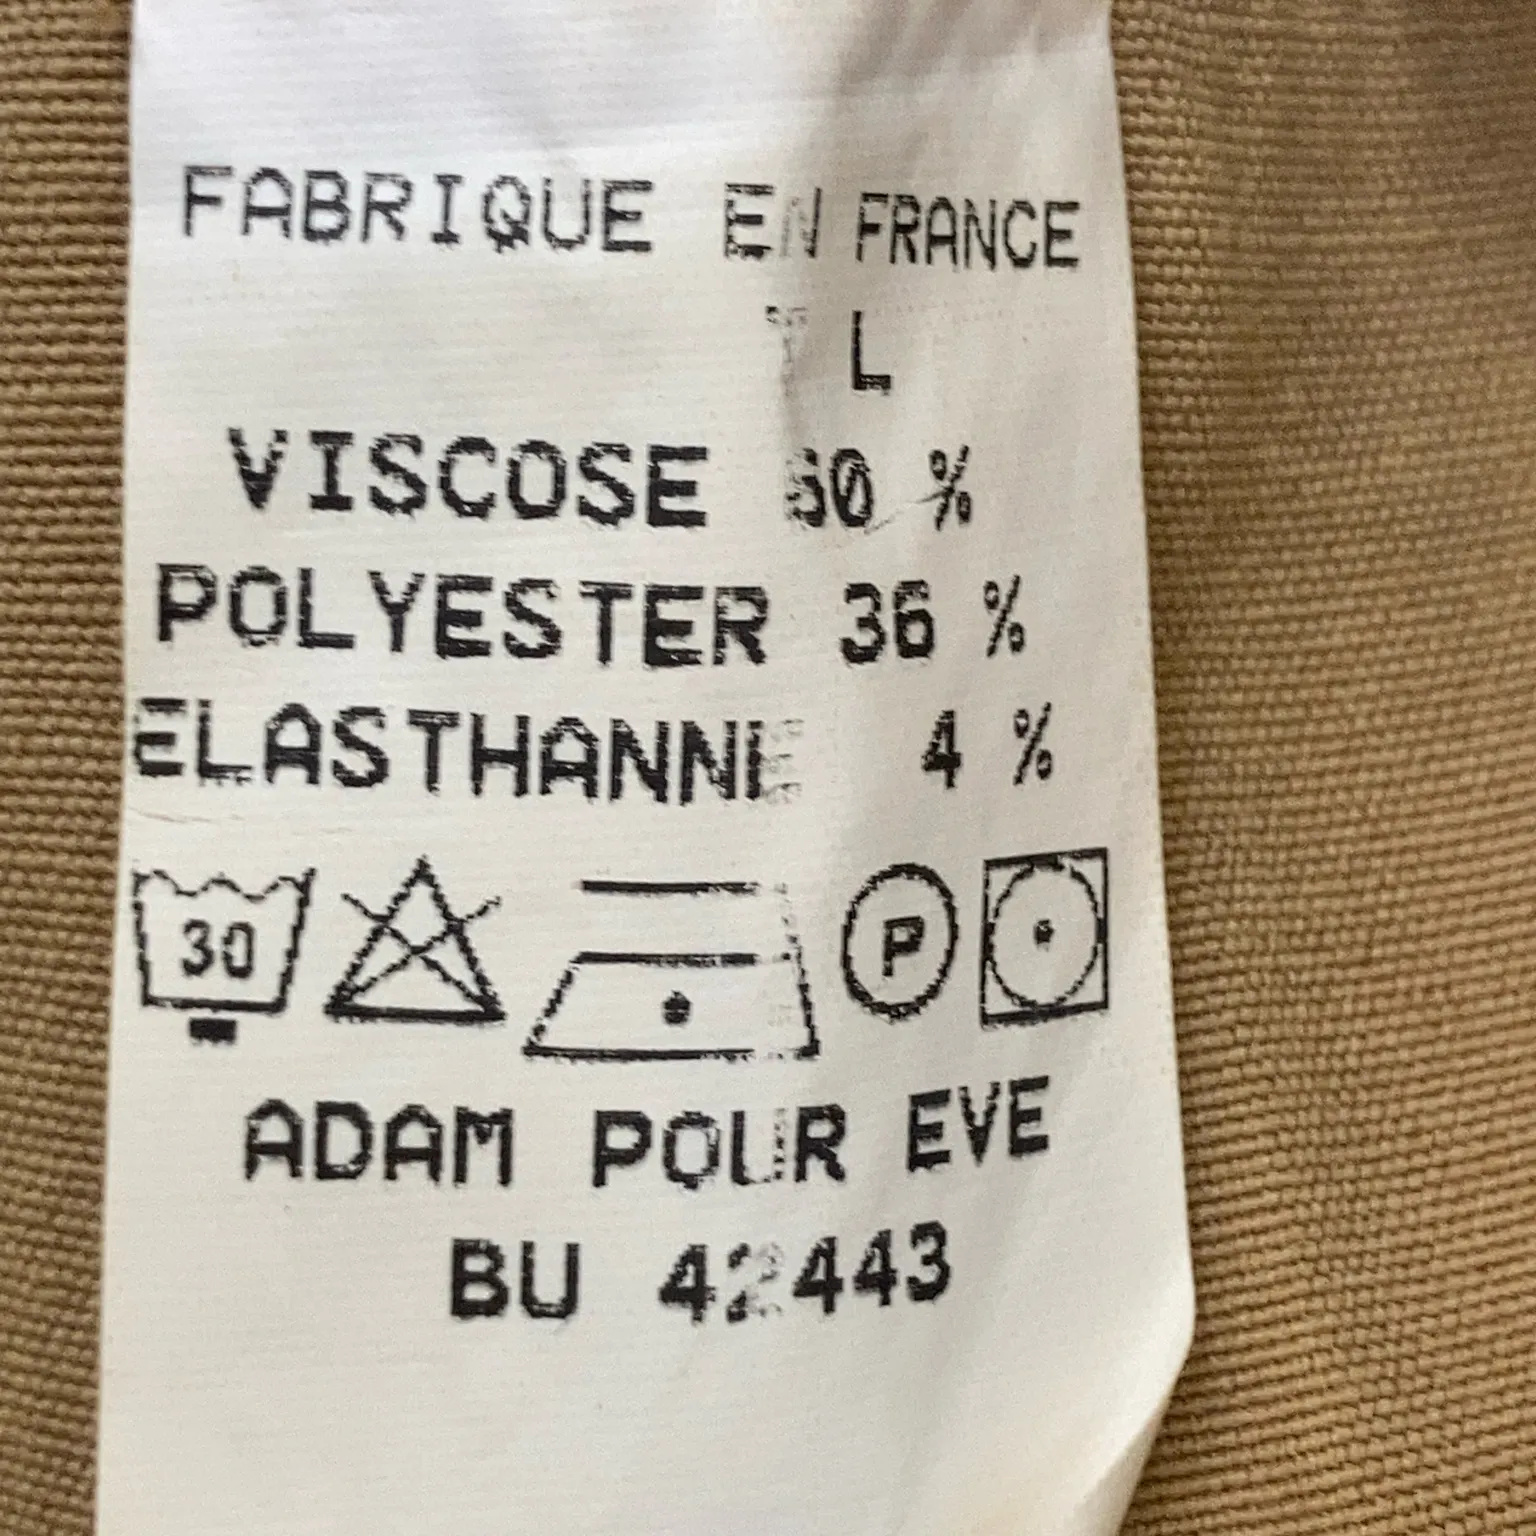 FABRIQUE EN FRANCE
T L
VISCOSE 60 %
POLYESTER 36 %
ELASTHANNE 4 %
30 P
ADAM POUR EVE
BU 42443